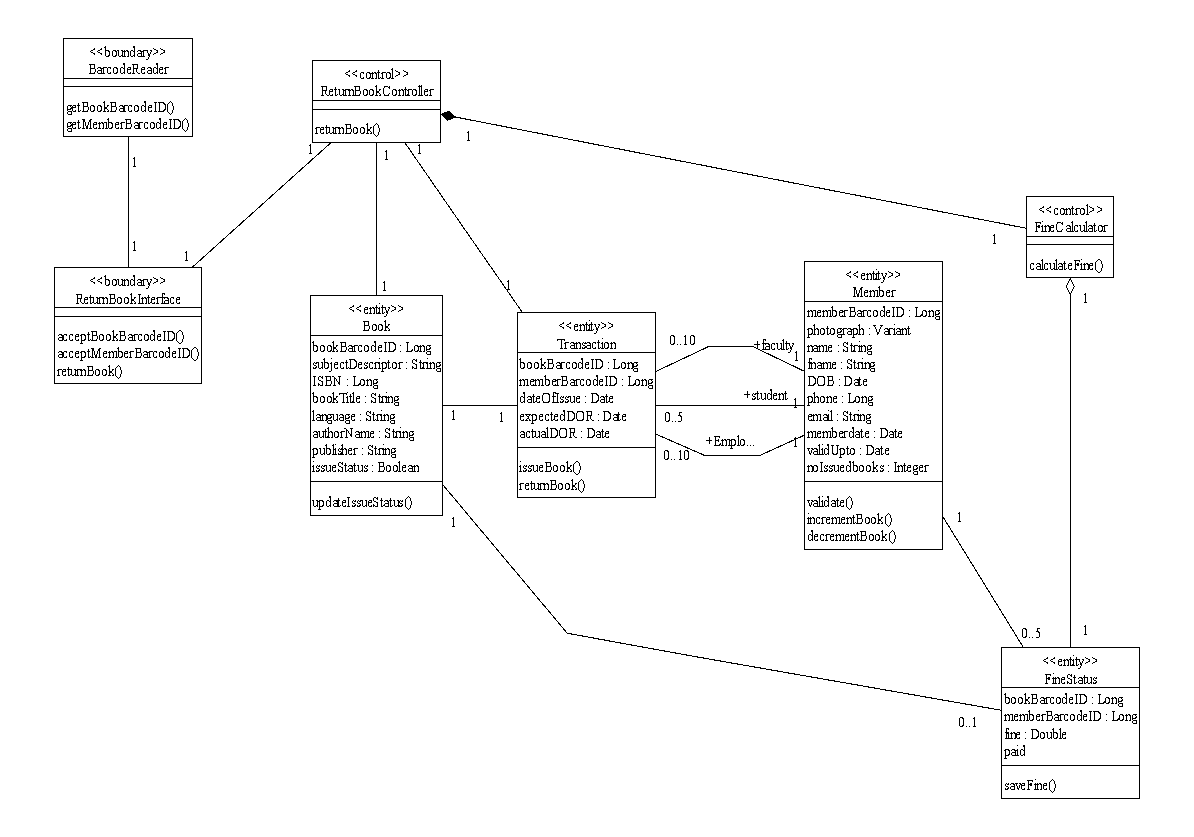 <<boundary>>
BarcodeReader
getBookBarcodeID()
getMemberBarcodeID()
1
1
<<control>>
ReturnBookController
returnBook()
1
1
1
1
1
1
1
1
<<boundary>>
ReturnBookInterface
acceptBookBarcodeID()
acceptMemberBarcodeID()
returnBook()
<<control>>
FineCalculator
calculateFine()
1
1
<<entity>>
Book
bookBarcodeID : Long
subjectDescriptor : String
ISBN : Long
bookTitle : String
language : String
authorName : String
publisher : String
issueStatus : Boolean
updateIssueStatus()
1
1
1
<<entity>>
Transaction
bookBarcodeID : Long
memberBarcodeID : Long
dateOfIssue : Date
expectedDOR : Date
actualDOR : Date
issueBook()
returnBook()
0..10
+faculty
1
0..5
+student
1
0..10
+Emplo...
1
<<entity>>
Member
memberBarcodeID : Long
photograph : Variant
name : String
fname : String
DOB : Date
phone : Long
email : String
memberdate : Date
validUpto : Date
noIssuedbooks : Integer
validate()
incrementBook()
decrementBook()
1
0..5
1
0..1
<<entity>>
FineStatus
bookBarcodeID : Long
memberBarcodeID : Long
fine : Double
paid
saveFine()